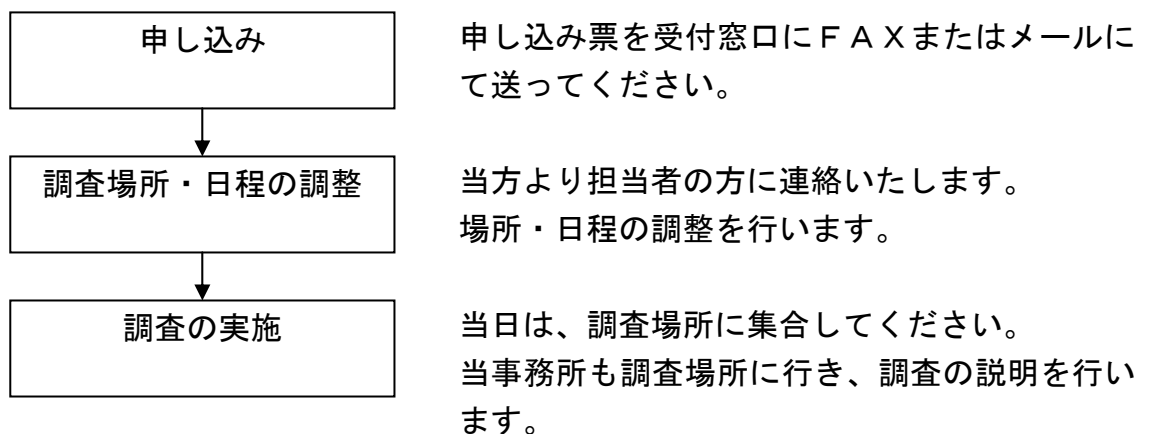 申し込み
申し込み票を受付窓口にＦＡＸまたはメールに
て送ってください。
調査場所・日程の調整
当方より担当者の方に連絡いたします。
場所・日程の調整を行います。
調査の実施
当日は、調査場所に集合してください。
当事務所も調査場所に行き、調査の説明を行い
ます。